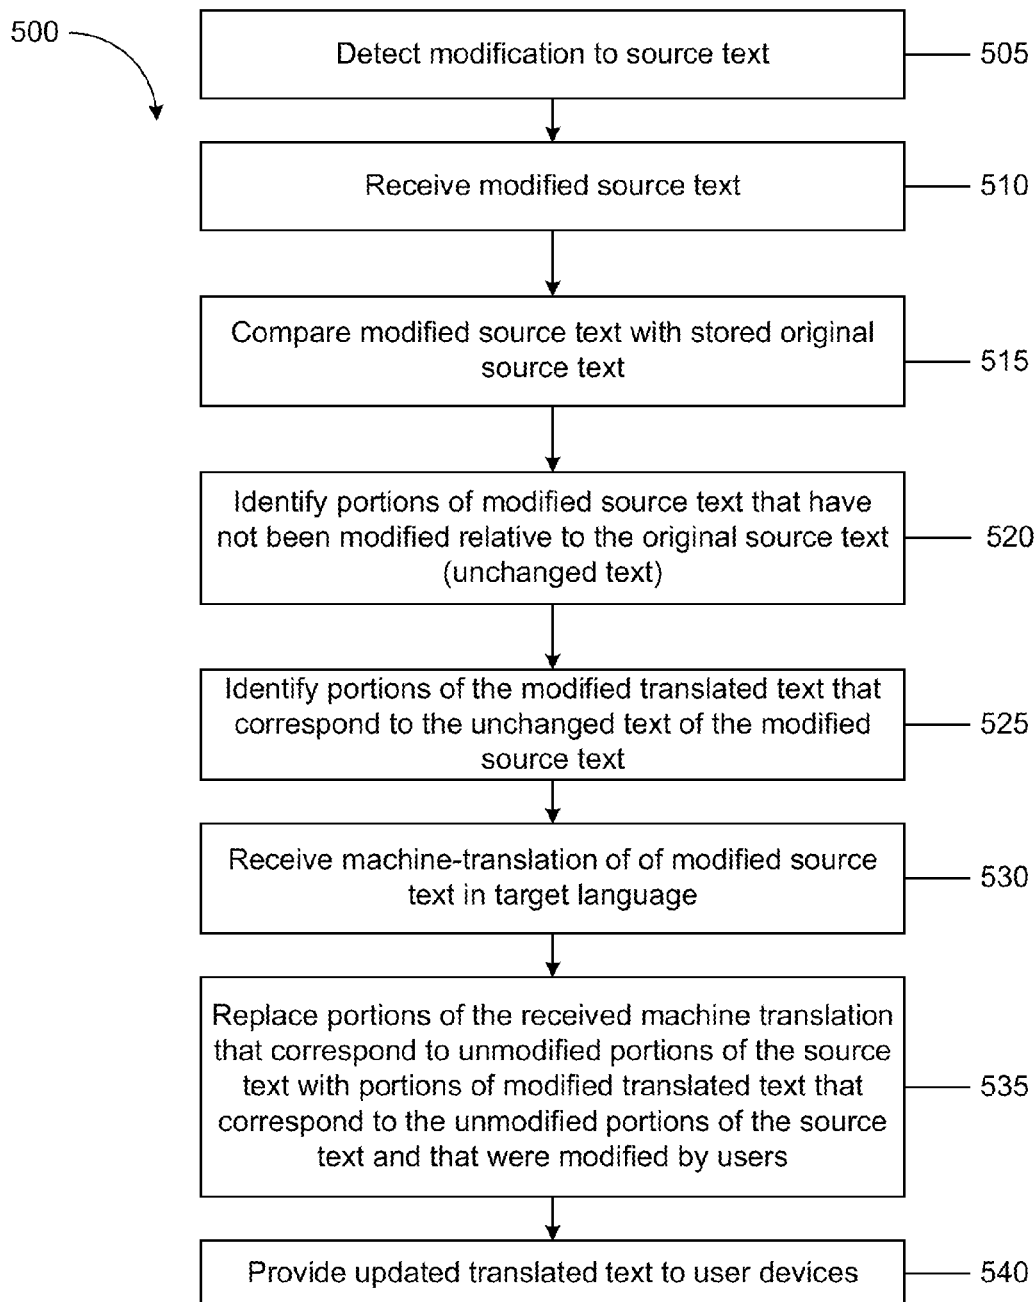 500
Detect modification to source text
505
Receive modified source text
510
Compare modified source text with stored original
source text
515
Identify portions of modified source text that have
not been modified relative to the original source text
(unchanged text)
520
Identify portions of the modified translated text that
correspond to the unchanged text of the modified
source text
525
Receive machine-translation of of modified source
text in target language
530
Replace portions of the received machine translation
that correspond to unmodified portions of the source
text with portions of modified translated text that
correspond to the unmodified portions of the source
text and that were modified by users
535
Provide updated translated text to user devices
540